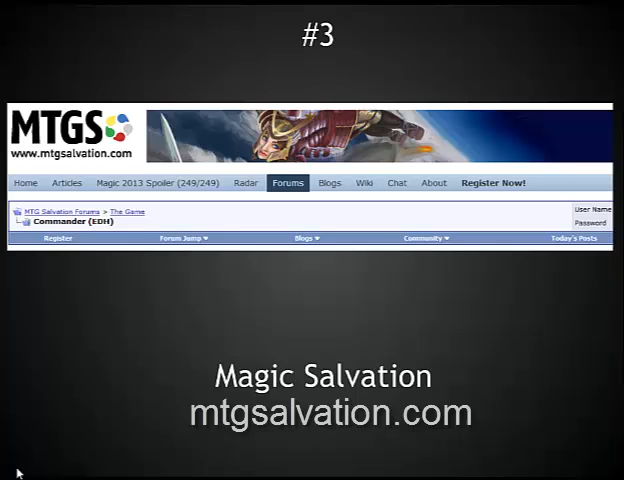 #3
MTGS
www.mtgsalvation.com
Home Articles Magic 2013 Spoiler (249/249) Radar Forums Blogs Wiki Chat About Register Now!
MTG Salvation Forums > The Game
User Name
Commander (EDH)
Password
Register Forum Jump Blogs Community Today's Posts
Magic Salvation
mtgsalvation.com